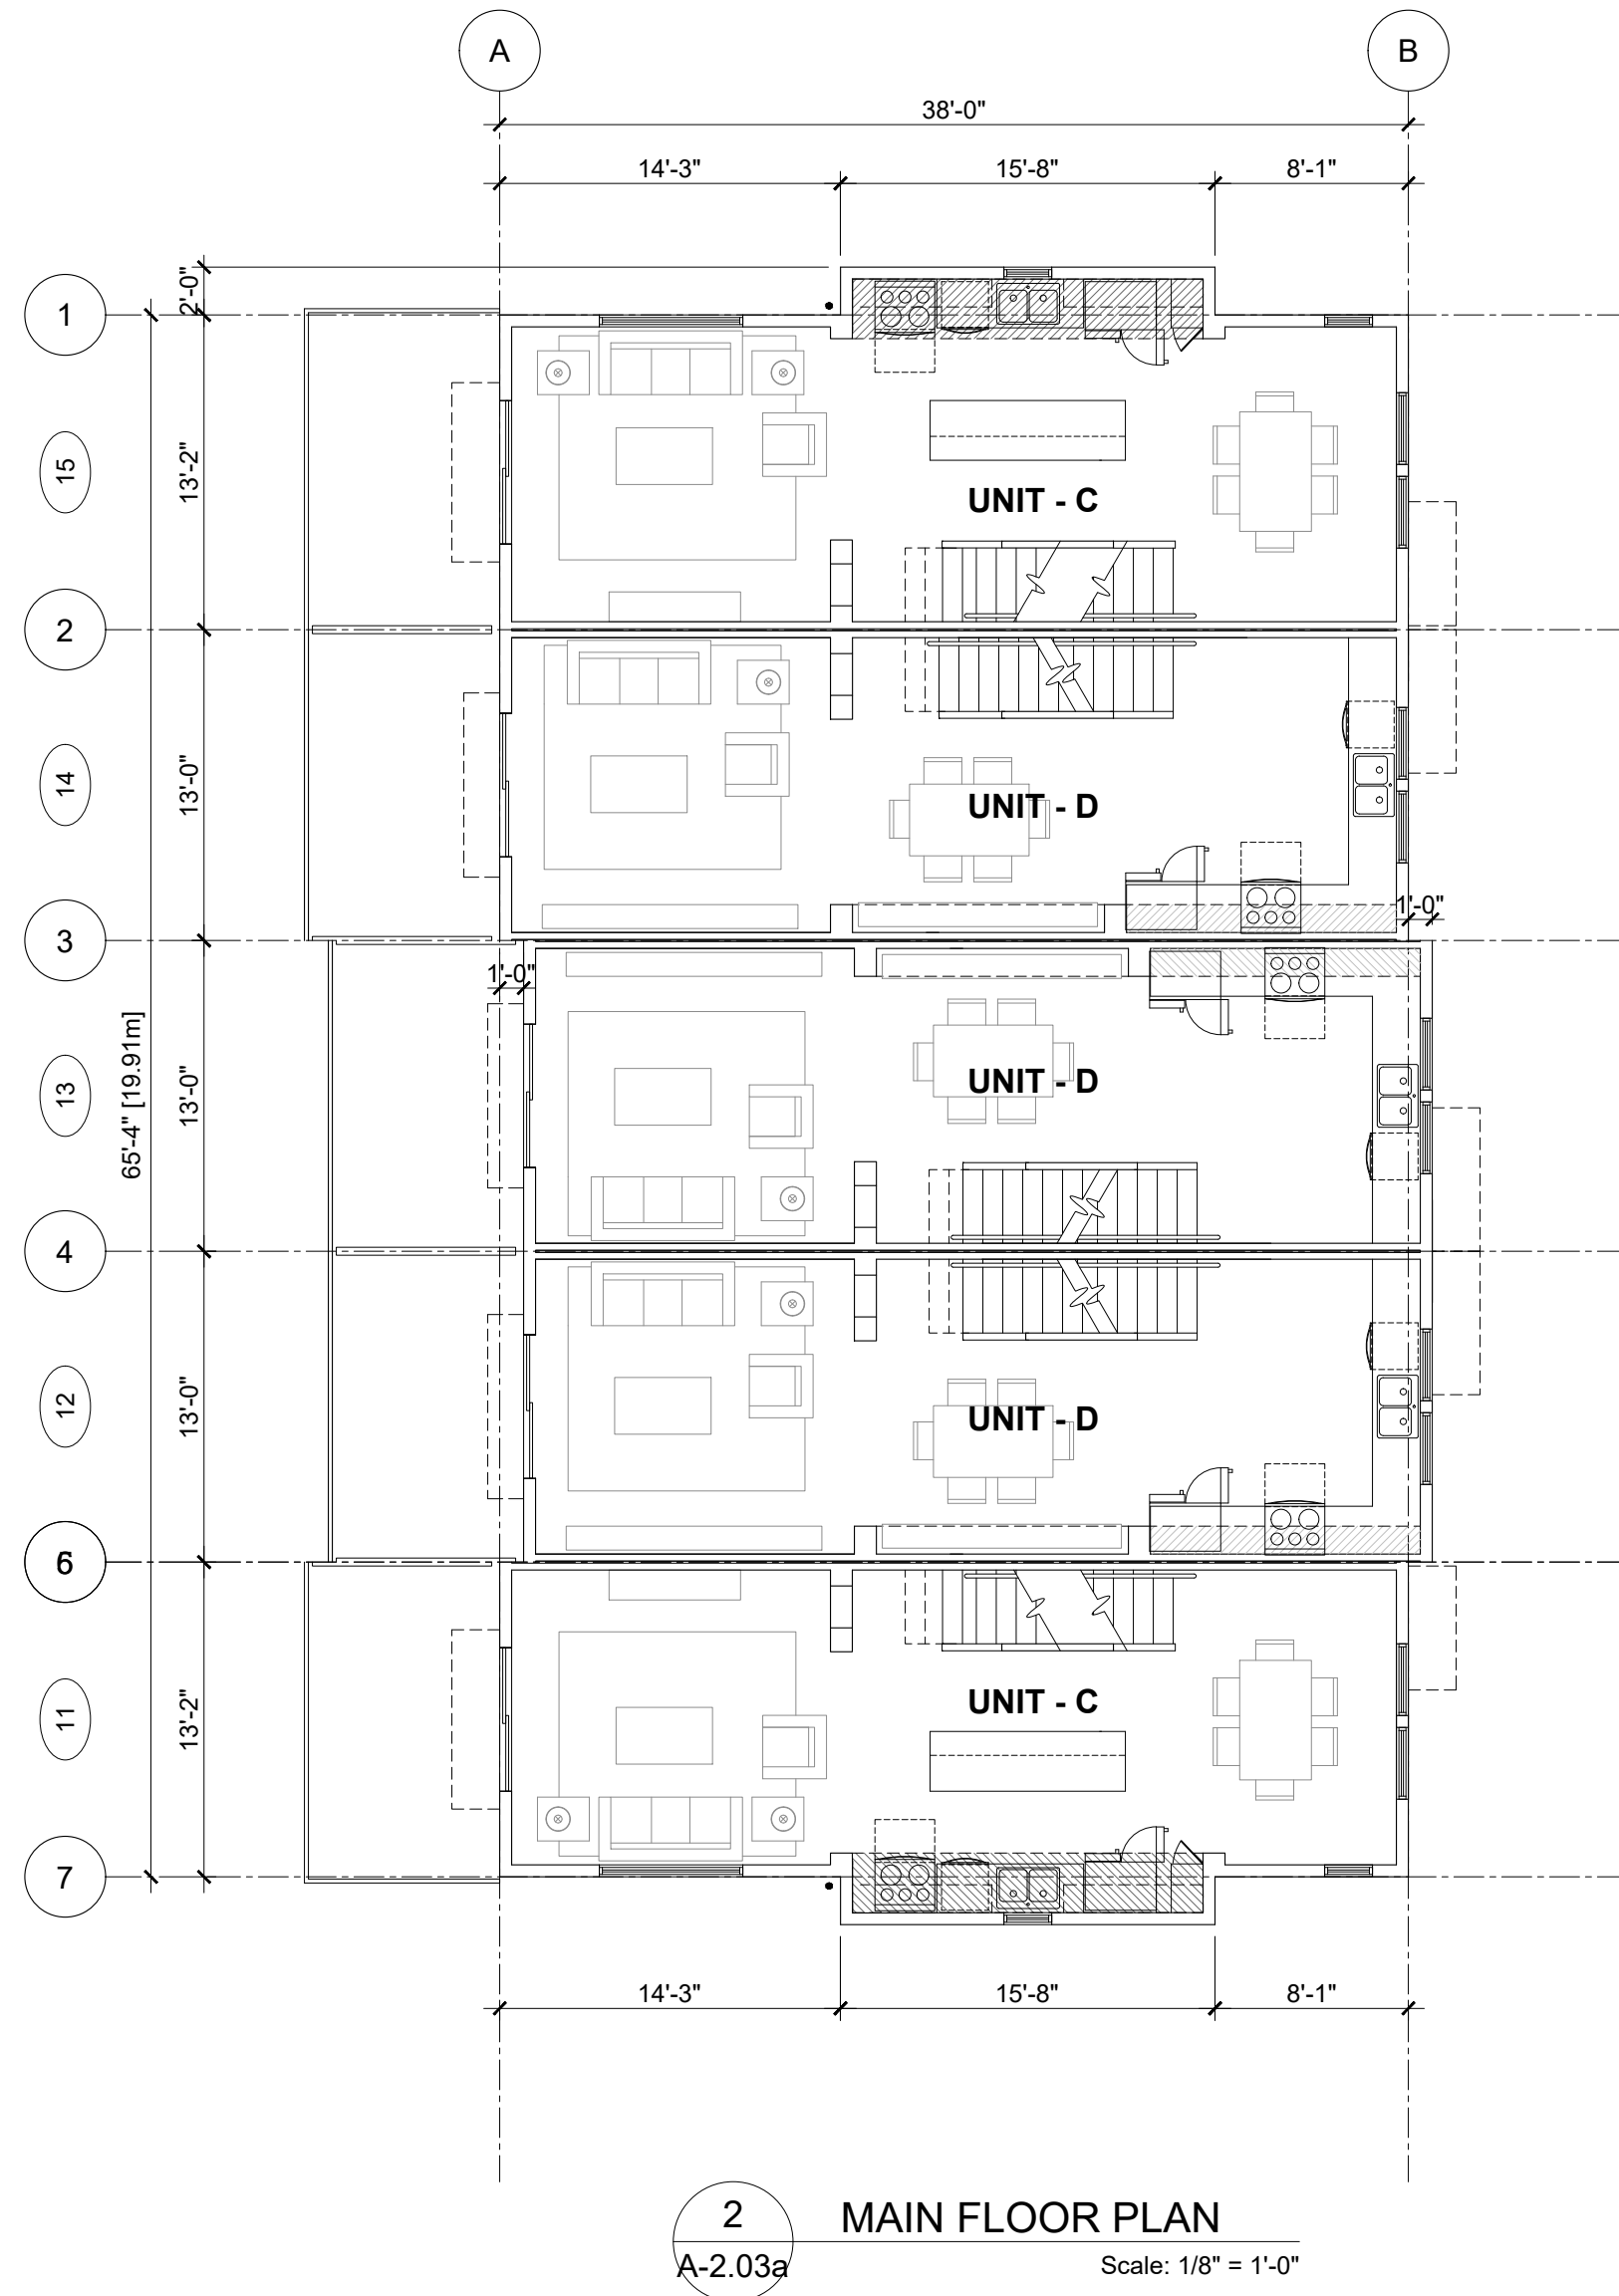 A
B
38'-0"
14'-3"
15'-8"
8'-1"
2'-0"
1
15
13'-2"
UNIT - C
2
14
13'-0"
UNIT - D
1'-0"
3
1'-0"
65'-4" [19.91m]
13
13'-0"
UNIT - D
4
12
13'-0"
UNIT - D
6
11
13'-2"
UNIT - C
7
14'-3"
15'-8"
8'-1"
2
MAIN FLOOR PLAN
A-2.03a
Scale: 1/8" = 1'-0"